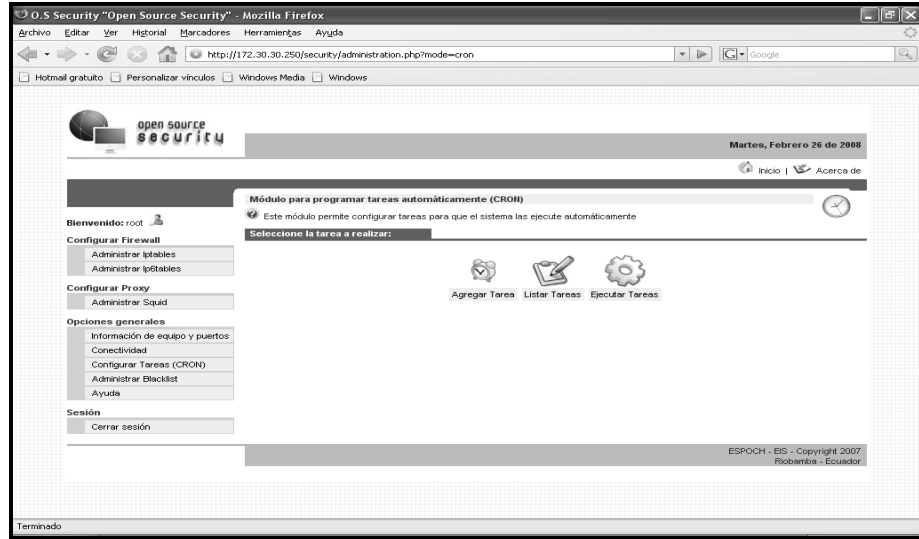 O.S Security "Open Source Security" - Mozilla Firefox
Archivo Editar Ver Historial Marcadores Herramientas Ayuda
http://172.30.30.250/security/administration.php?mode=cron
G Google
Hotmail gratuito Personalizar vínculos Windows Media Windows
open source
security
Martes, Febrero 26 de 2008
Inicio | Acerca de
Módulo para programar tareas automáticamente (CRON)
Este módulo permite configurar tareas para que el sistema las ejecute automáticamente
Seleccione la tarea a realizar:
Agregar Tarea Listar Tareas Ejecutar Tareas
Bienvenido: root
Configurar Firewall
Administrar Iptables
Administrar Ip6tables
Configurar Proxy
Administrar Squid
Opciones generales
Información de equipo y puertos
Conectividad
Configurar Tareas (CRON)
Administrar Blacklist
Ayuda
Sesión
Cerrar sesión
ESPOCH - EIS - Copyright 2007
Riobamba - Ecuador
Terminado